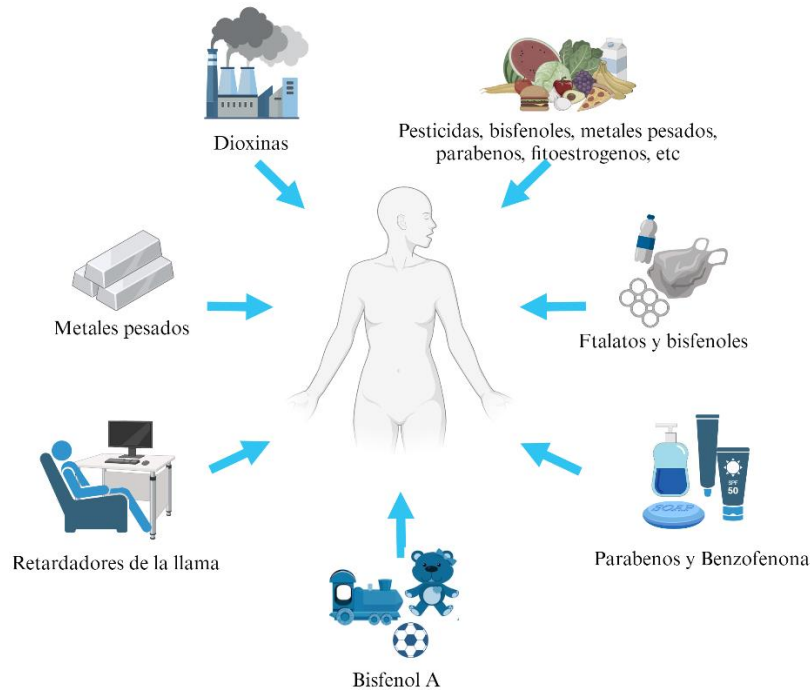 Dioxinas
Pesticidas, bisfenoles, metales pesados,
parabenos, fitoestrogenos, etc
Metales pesados
Ftalatos y bisfenoles
SPF
50
SOAP
Retardadores de la llama
Parabenos y Benzofenona
Bisfenol A